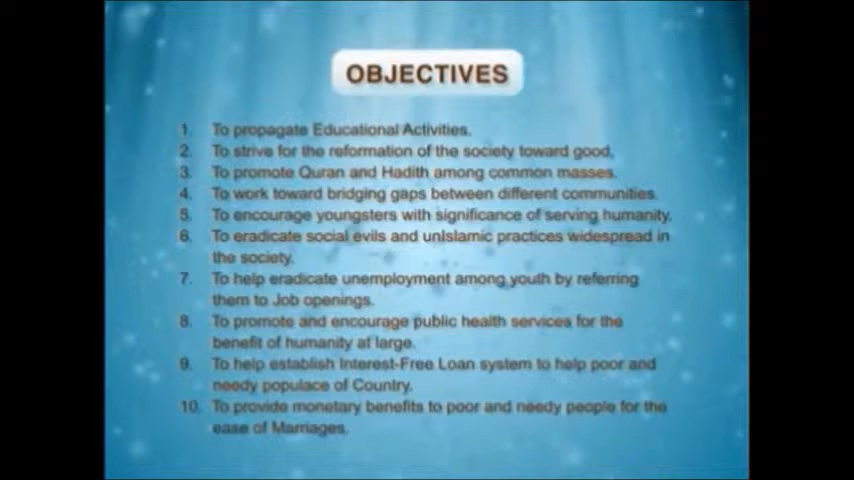 OBJECTIVES
1. To propagate Educational Activities.
2. To strive for the reformation of the society toward good.
3. To promote Quran and Hadith among common masses.
4. To work toward bridging gaps between different communities.
5. To encourage youngsters with significance of serving humanity.
6. To eradicate social evils and unIslamic practices widespread in
the society.
7. To help eradicate unemployment among youth by referring
them to Job openings.
8. To promote and encourage public health services for the
benefit of humanity at large.
9. To help establish Interest-Free Loan system to help poor and
needy populace of Country.
10. To provide monetary benefits to poor and needy people for the
ease of Marriages.